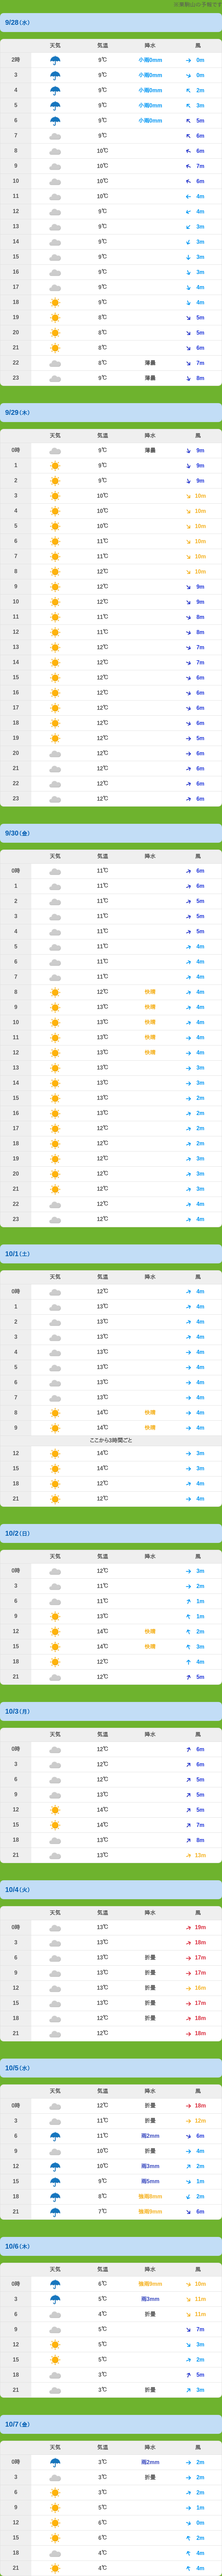 9/28(水)
天気 気温 降水 風
2時 9℃ 小雨0mm 0m
3 9℃ 小雨0mm 0m
4 9℃ 小雨0mm 2m
5 9℃ 小雨0mm 3m
6 9℃ 小雨0mm 5m
7 9℃ 6m
8 10℃ 6m
9 10℃ 7m
10 10℃ 6m
11 10℃ 4m
12 9℃ 4m
13 9℃ 3m
14 9℃ 3m
15 9℃ 3m
16 9℃ 3m
17 9℃ 4m
18 9℃ 4m
19 8℃ 5m
20 8℃ 5m
21 8℃ 6m
22 8℃ 薄曇 7m
23 9℃ 薄曇 8m
9/29(木)
天気 気温 降水 風
0時 9℃ 薄曇 9m
1 9℃ 9m
2 9℃ 9m
3 10℃ 10m
4 10℃ 10m
5 10℃ 10m
6 11℃ 10m
7 11℃ 10m
8 12℃ 10m
9 12℃ 9m
10 12℃ 9m
11 11℃ 8m
12 11℃ 8m
13 12℃ 7m
14 12℃ 7m
15 12℃ 6m
16 12℃ 6m
17 12℃ 6m
18 12℃ 6m
19 12℃ 5m
20 12℃ 6m
21 12℃ 6m
22 12℃ 6m
23 12℃ 6m
9/30(金)
天気 気温 降水 風
0時 11℃ 6m
1 11℃ 6m
2 11℃ 5m
3 11℃ 5m
4 11℃ 5m
5 11℃ 4m
6 11℃ 4m
7 11℃ 4m
8 12℃ 快晴 4m
9 13℃ 快晴 4m
10 13℃ 快晴 4m
11 13℃ 快晴 4m
12 13℃ 快晴 4m
13 13℃ 3m
14 13℃ 3m
15 13℃ 2m
16 13℃ 2m
17 12℃ 2m
18 12℃ 2m
19 12℃ 3m
20 12℃ 3m
21 12℃ 3m
22 12℃ 4m
23 12℃ 4m
10/1(土)
天気 気温 降水 風
0時 12℃ 4m
1 13℃ 4m
2 13℃ 4m
3 13℃ 4m
4 13℃ 4m
5 13℃ 4m
6 13℃ 4m
7 13℃ 4m
8 14℃ 快晴 4m
9 14℃ 快晴 4m
ここから3時間ごと
12 14℃ 3m
15 14℃ 3m
18 12℃ 4m
21 12℃ 4m
10/2(日)
天気 気温 降水 風
0時 12℃ 3m
3 11℃ 2m
6 11℃ 1m
9 13℃ 1m
12 14℃ 快晴 2m
15 14℃ 快晴 3m
18 12℃ 4m
21 12℃ 5m
10/3(月)
天気 気温 降水 風
0時 12℃ 6m
3 12℃ 6m
6 12℃ 5m
9 13℃ 5m
12 14℃ 5m
15 14℃ 7m
18 13℃ 8m
21 13℃ 13m
10/4(火)
天気 気温 降水 風
0時 13℃ 19m
3 13℃ 18m
6 13℃ 折曇 17m
9 13℃ 折曇 17m
12 13℃ 折曇 16m
15 13℃ 折曇 17m
18 12℃ 折曇 18m
21 12℃ 18m
10/5(水)
天気 気温 降水 風
0時 12℃ 折曇 18m
3 11℃ 折曇 12m
6 11℃ 雨2mm 6m
9 10℃ 折曇 4m
12 10℃ 雨3mm 2m
15 9℃ 雨5mm 1m
18 8℃ 強雨8mm 2m
21 7℃ 強雨9mm 6m
10/6(木)
天気 気温 降水 風
0時 6℃ 強雨9mm 10m
3 5℃ 雨3mm 11m
6 4℃ 折曇 11m
9 5℃ 7m
12 5℃ 3m
15 5℃ 2m
18 3℃ 5m
21 3℃ 折曇 3m
10/7(金)
天気 気温 降水 風
0時 3℃ 雨2mm 2m
3 3℃ 折曇 2m
6 3℃ 2m
9 5℃ 1m
12 6℃ 0m
15 6℃ 2m
18 4℃ 4m
21 4℃ 4m